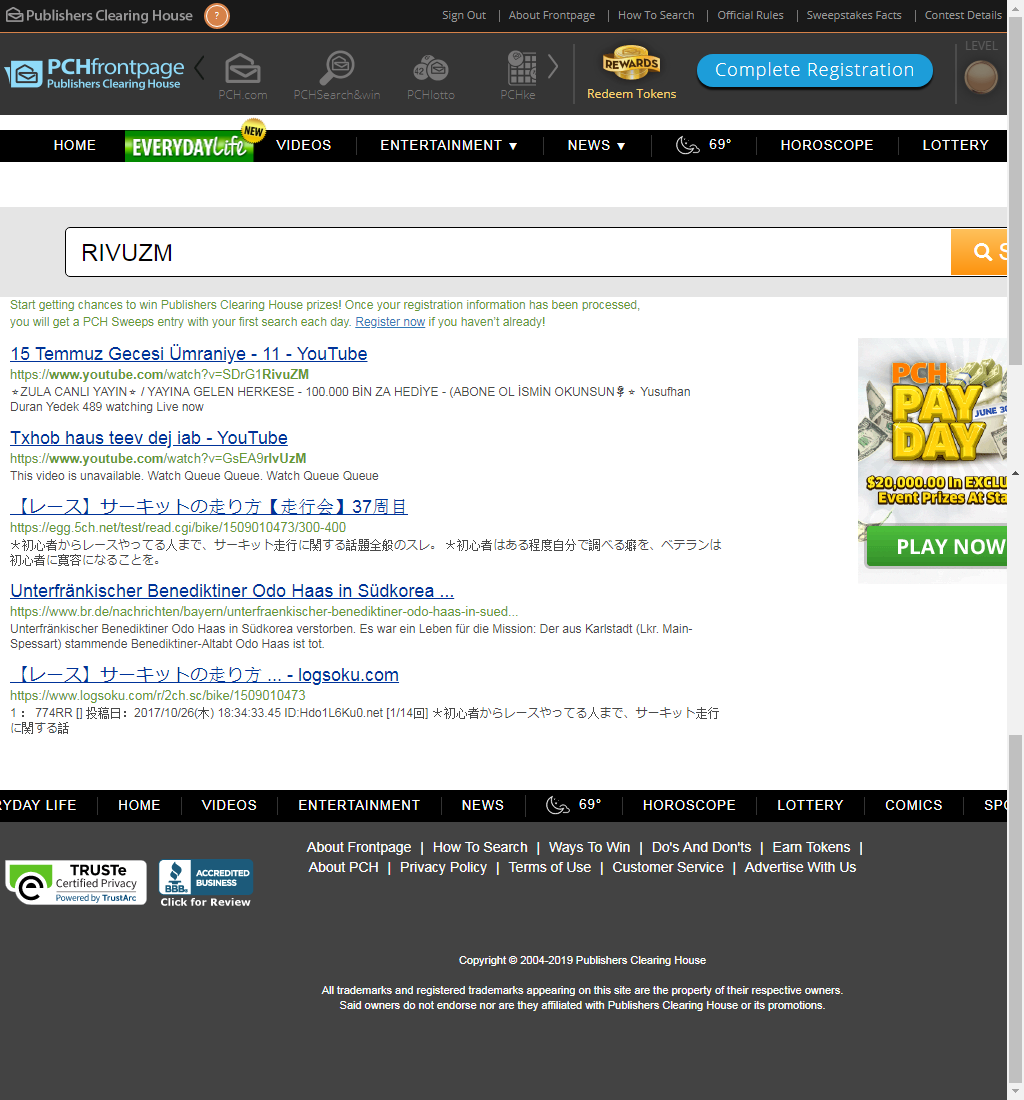 Publishers Clearing House ?
Sign Out | About Frontpage | How To Search | Official Rules | Sweepstakes Facts | Contest Details
PCHfrontpage
Publishers Clearing House
PCH.com PCHSearch&win PCHlotto PCHke
42
REWARDS
Redeem Tokens
Complete Registration
LEVEL
HOME EVERYDAYLife NEW VIDEOS ENTERTAINMENT ▼ NEWS ▼ 69° HOROSCOPE LOTTERY
RIVUZM
S
Start getting chances to win Publishers Clearing House prizes! Once your registration information has been processed,
you will get a PCH Sweeps entry with your first search each day. Register now if you haven't already!
15 Temmuz Gecesi Ümraniye - 11 - YouTube
https://www.youtube.com/watch?v=SDrG1RivuZM
⭐ZULA CANLI YAYIN⭐ / YAYINA GELEN HERKESE - 100.000 BİN ZA HEDİYE - (ABONE OL İSMİN OKUNSUN🎖⭐ Yusufhan
Duran Yedek 489 watching Live now
Txhob haus teev dej iab - YouTube
https://www.youtube.com/watch?v=GsEA9rIvUzM
This video is unavailable. Watch Queue Queue. Watch Queue Queue
【レース】サーキットの走り方【走行会】37周目
https://egg.5ch.net/test/read.cgi/bike/1509010473/300-400
＊初心者からレースやってる人まで、サーキット走行に関する話題全般のスレ。 ＊初心者はある程度自分で調べる癖を、ベテランは
初心者に寛容になることを。
Unterfränkischer Benediktiner Odo Haas in Südkorea ...
https://www.br.de/nachrichten/bayern/unterfraenkischer-benediktiner-odo-haas-in-sued...
Unterfränkischer Benediktiner Odo Haas in Südkorea verstorben. Es war ein Leben für die Mission: Der aus Karlstadt (Lkr. Main-
Spessart) stammende Benediktiner-Altabt Odo Haas ist tot.
【レース】サーキットの走り方 ... - logsoku.com
https://www.logsoku.com/r/2ch.sc/bike/1509010473
1 ： 774RR [] 投稿日：2017/10/26(木) 18:34:33.45 ID:Hdo1L6Ku0.net [1/14回] ＊初心者からレースやってる人まで、サーキット走行
に関する話
PCH
PAY
DAY
JUNE 30
$20,000.00 In EXCLU
Event Prizes At Sta
PLAY NOW
RYDAY LIFE HOME VIDEOS ENTERTAINMENT NEWS 69° HOROSCOPE LOTTERY COMICS SPO
About Frontpage | How To Search | Ways To Win | Do's And Don'ts | Earn Tokens |
About PCH | Privacy Policy | Terms of Use | Customer Service | Advertise With Us
TRUSTe
Certified Privacy
Powered by TrustArc
BBB.
ACCREDITED
BUSINESS
Click for Review
Copyright © 2004-2019 Publishers Clearing House
All trademarks and registered trademarks appearing on this site are the property of their respective owners.
Said owners do not endorse nor are they affiliated with Publishers Clearing House or its promotions.